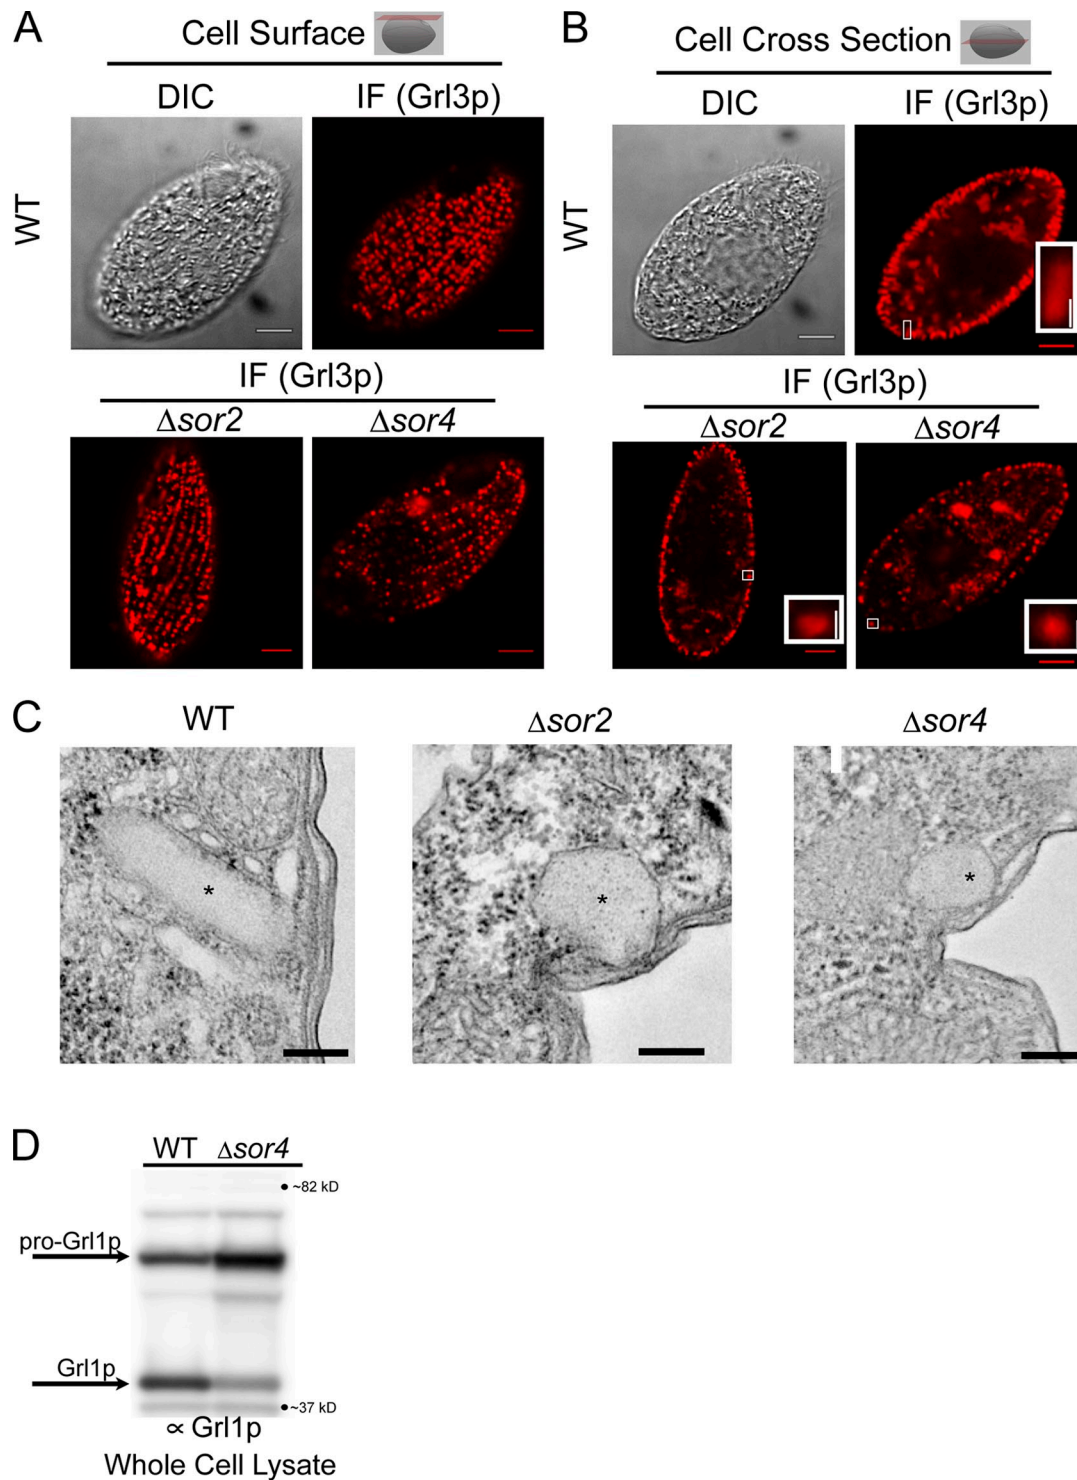 A
Cell Surface
DIC
IF (Grl3p)
WT
IF (Grl3p)
Δsor2
Δsor4
B
Cell Cross Section
DIC
IF (Grl3p)
WT
IF (Grl3p)
Δsor2
Δsor4
C
WT
Δsor2
Δsor4
*
*
*
D
WT
Δsor4
~82 kD
pro-Grl1p
Grl1p
~37 kD
∝ Grl1p
Whole Cell Lysate